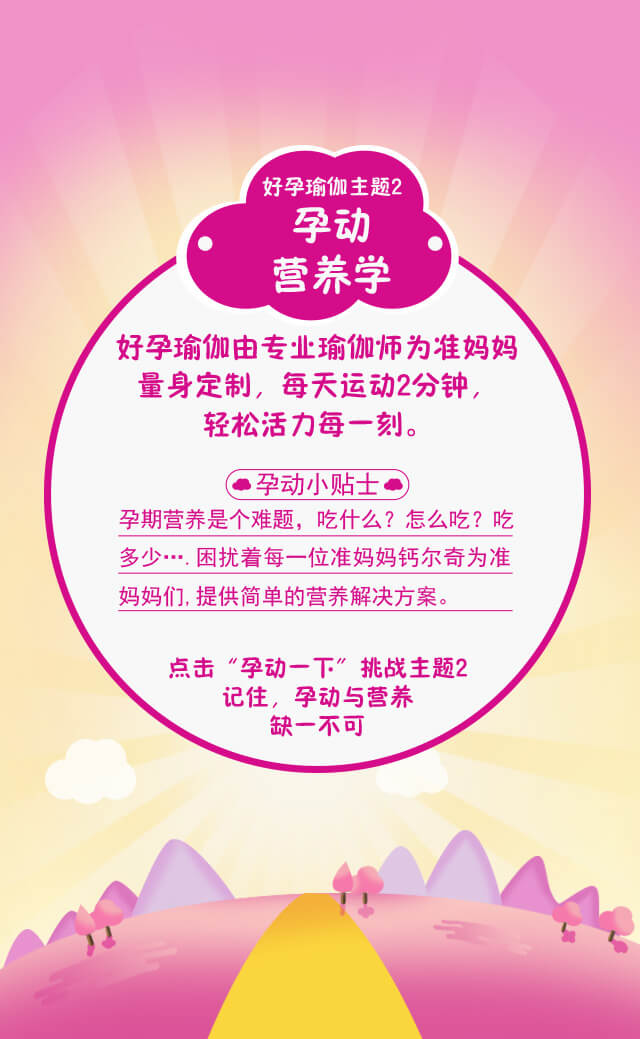 好孕瑜伽主题2
孕动
营养学
好孕瑜伽由专业瑜伽师为准妈妈
量身定制，每天运动2分钟，
轻松活力每一刻。
孕动小贴士
孕期营养是个难题，吃什么？怎么吃？吃
多少….困扰着每一位准妈妈钙尔奇为准
妈妈们,提供简单的营养解决方案。
点击“孕动一下”挑战主题2
记住，孕动与营养
缺一不可